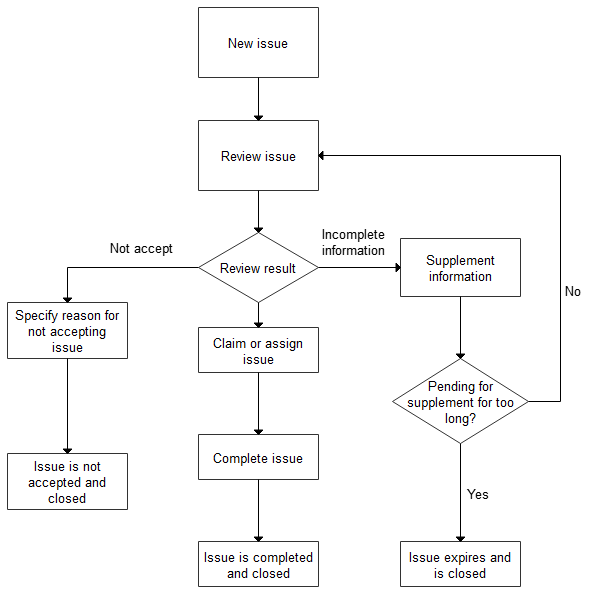 New issue
Review issue
Incomplete
information
Not accept
Review result
Supplement
information
No
Specify reason for
not accepting
issue
Claim or assign
issue
Pending for
supplement for too
long?
Complete issue
Issue is not
accepted and
closed
Yes
Issue is completed
and closed
Issue expires and
is closed